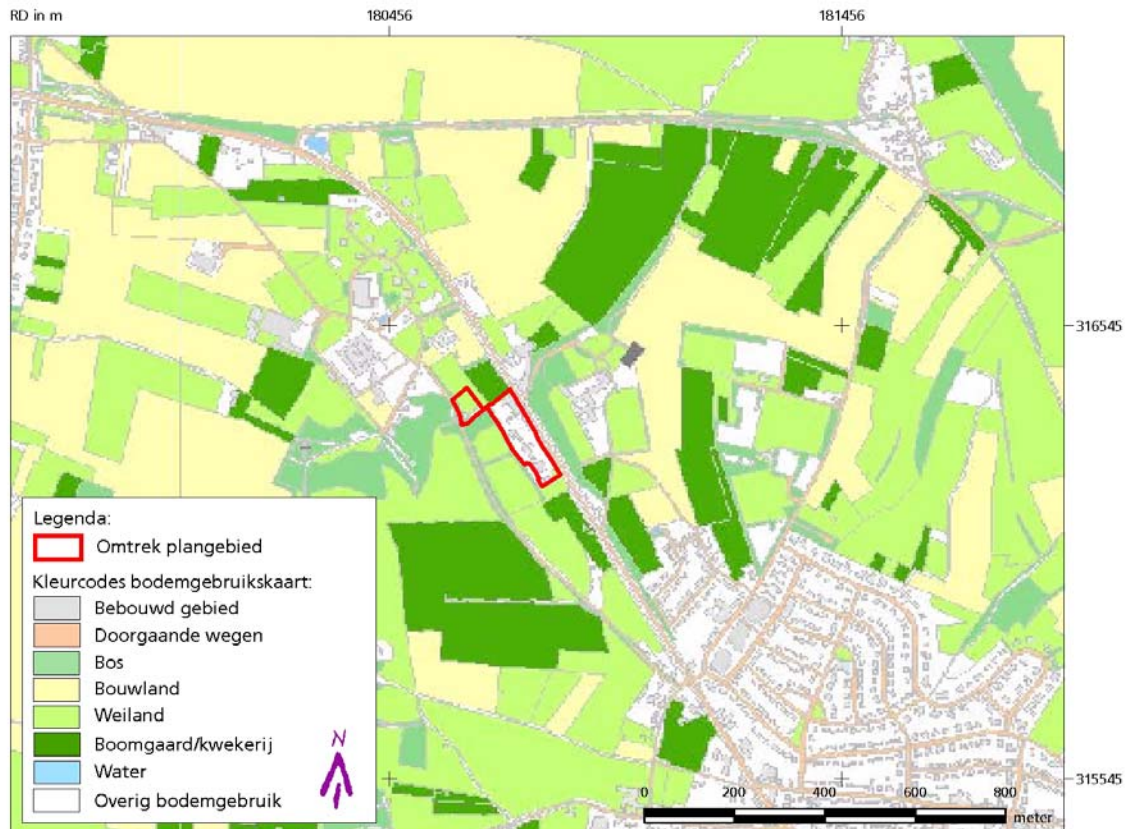 RD in m
180456
181456
316545
315545
Legenda:
Omtrek plangebied
Kleurcodes bodemgebruikskaart:
Bebouwd gebied
Doorgaande wegen
Bos
Bouwland
Weiland
Boomgaard/kwekerij
Water
Overig bodemgebruik
N
0 200 400 600 800
meter